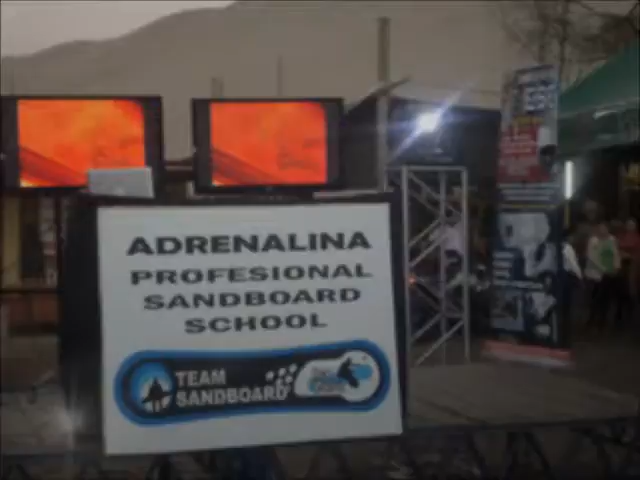 ADRENALINA
PROFESIONAL
SANDBOARD
SCHOOL
TEAM
SANDBOARD